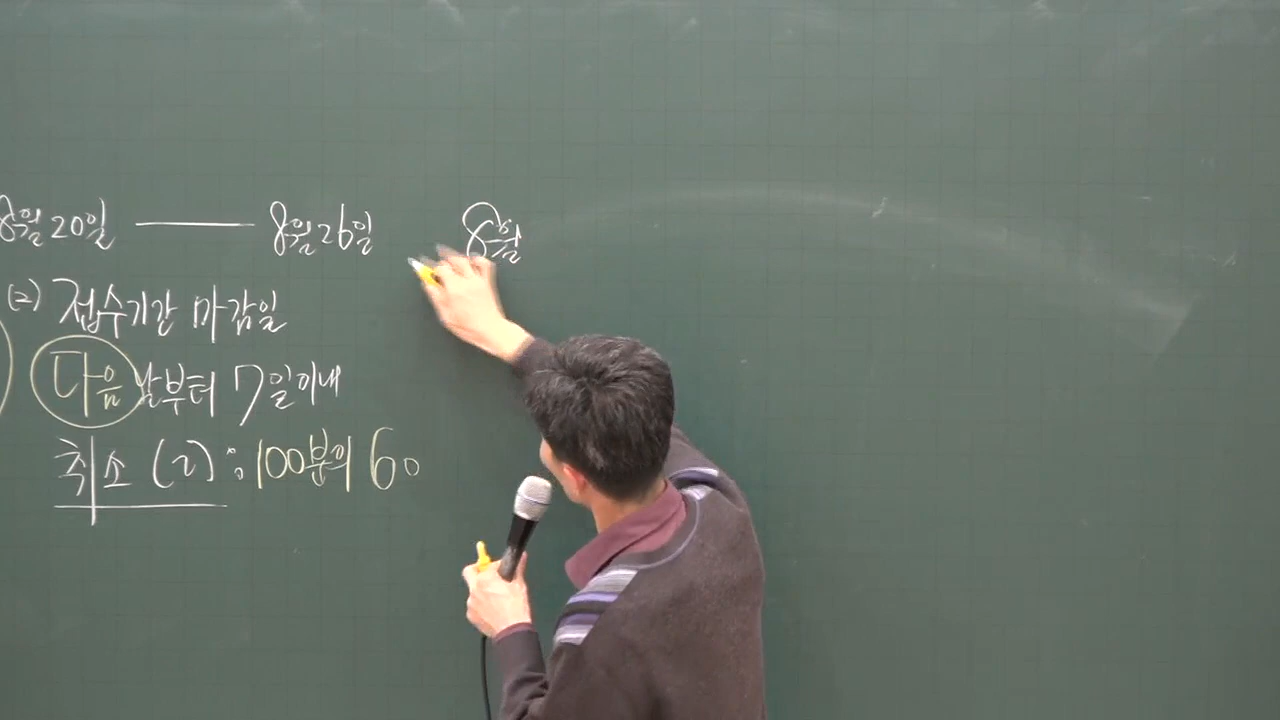 8월 20일 — 8월 26일 8월
(2) 접수기간 마감일
다음 날부터 7일이내
취소 (2) : 100분의 60